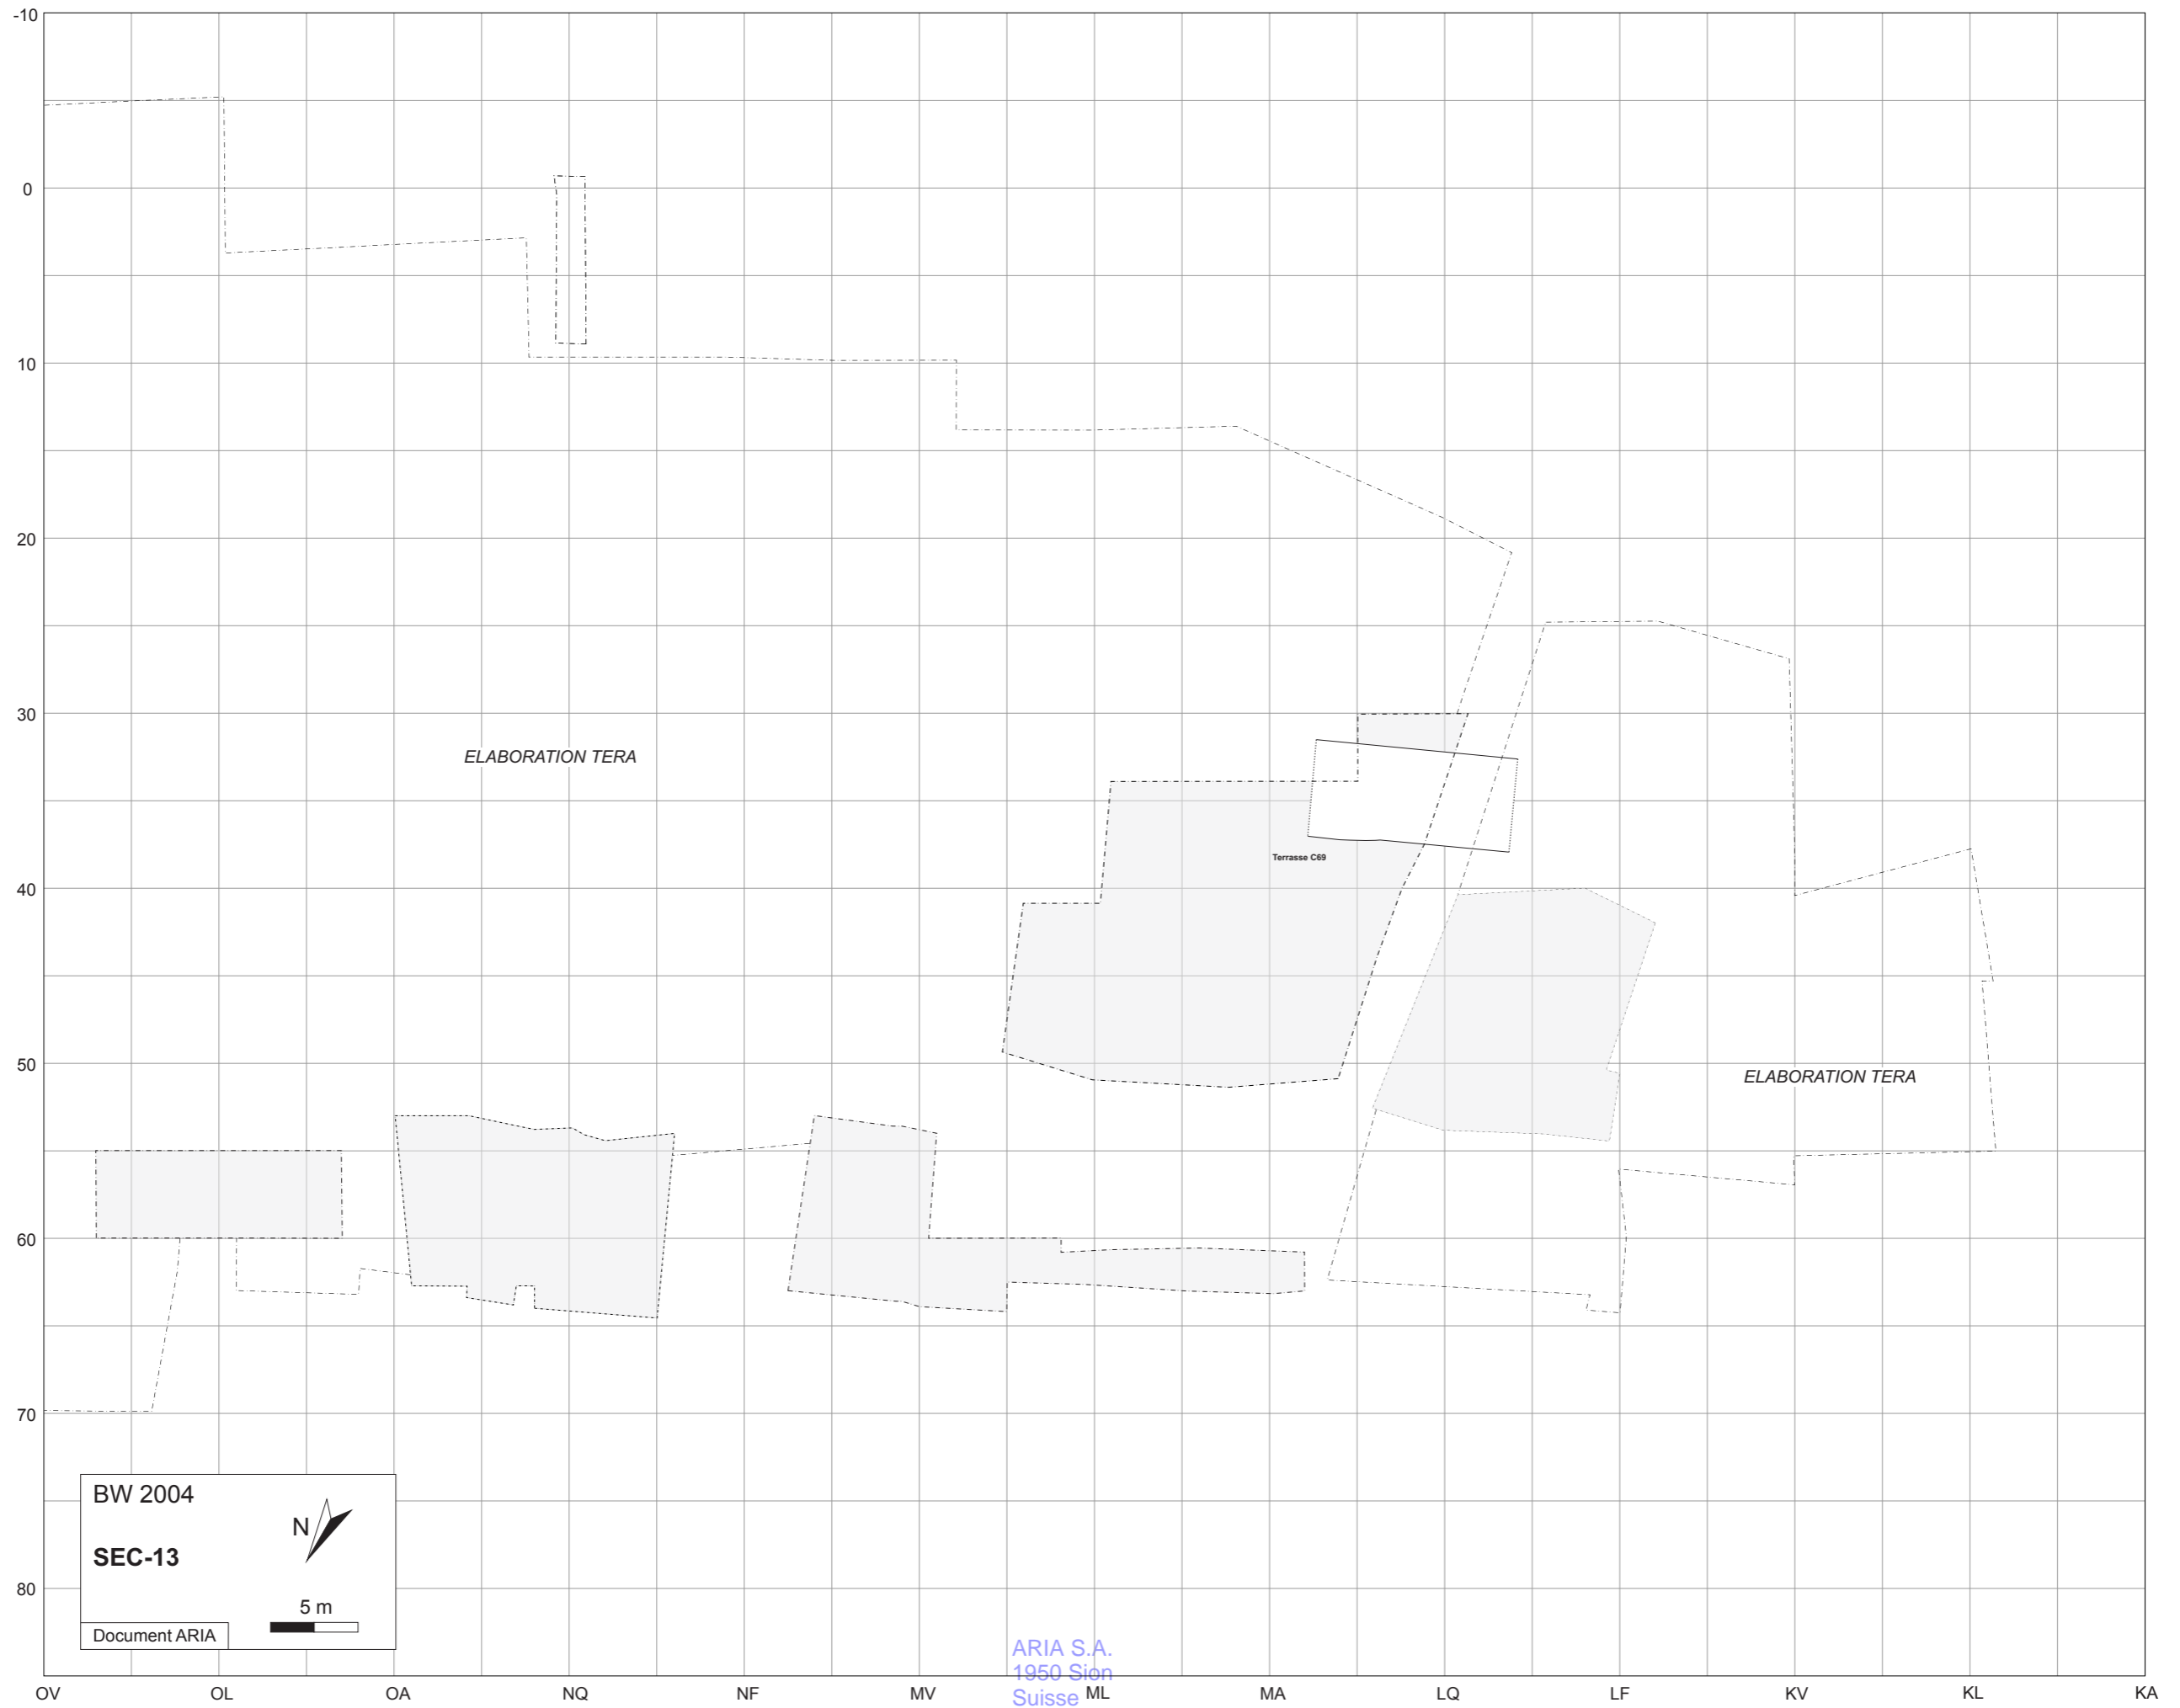 -10
0
10
20
30
40
50
60
70
80
ELABORATION TERA
Terrasse C69
ELABORATION TERA
BW 2004
N
SEC-13
5 m
Document ARIA
ARIA S.A.
1950 Sion
Suisse
OV OL OA NQ NF MV ML MA LQ LF KV KL KA